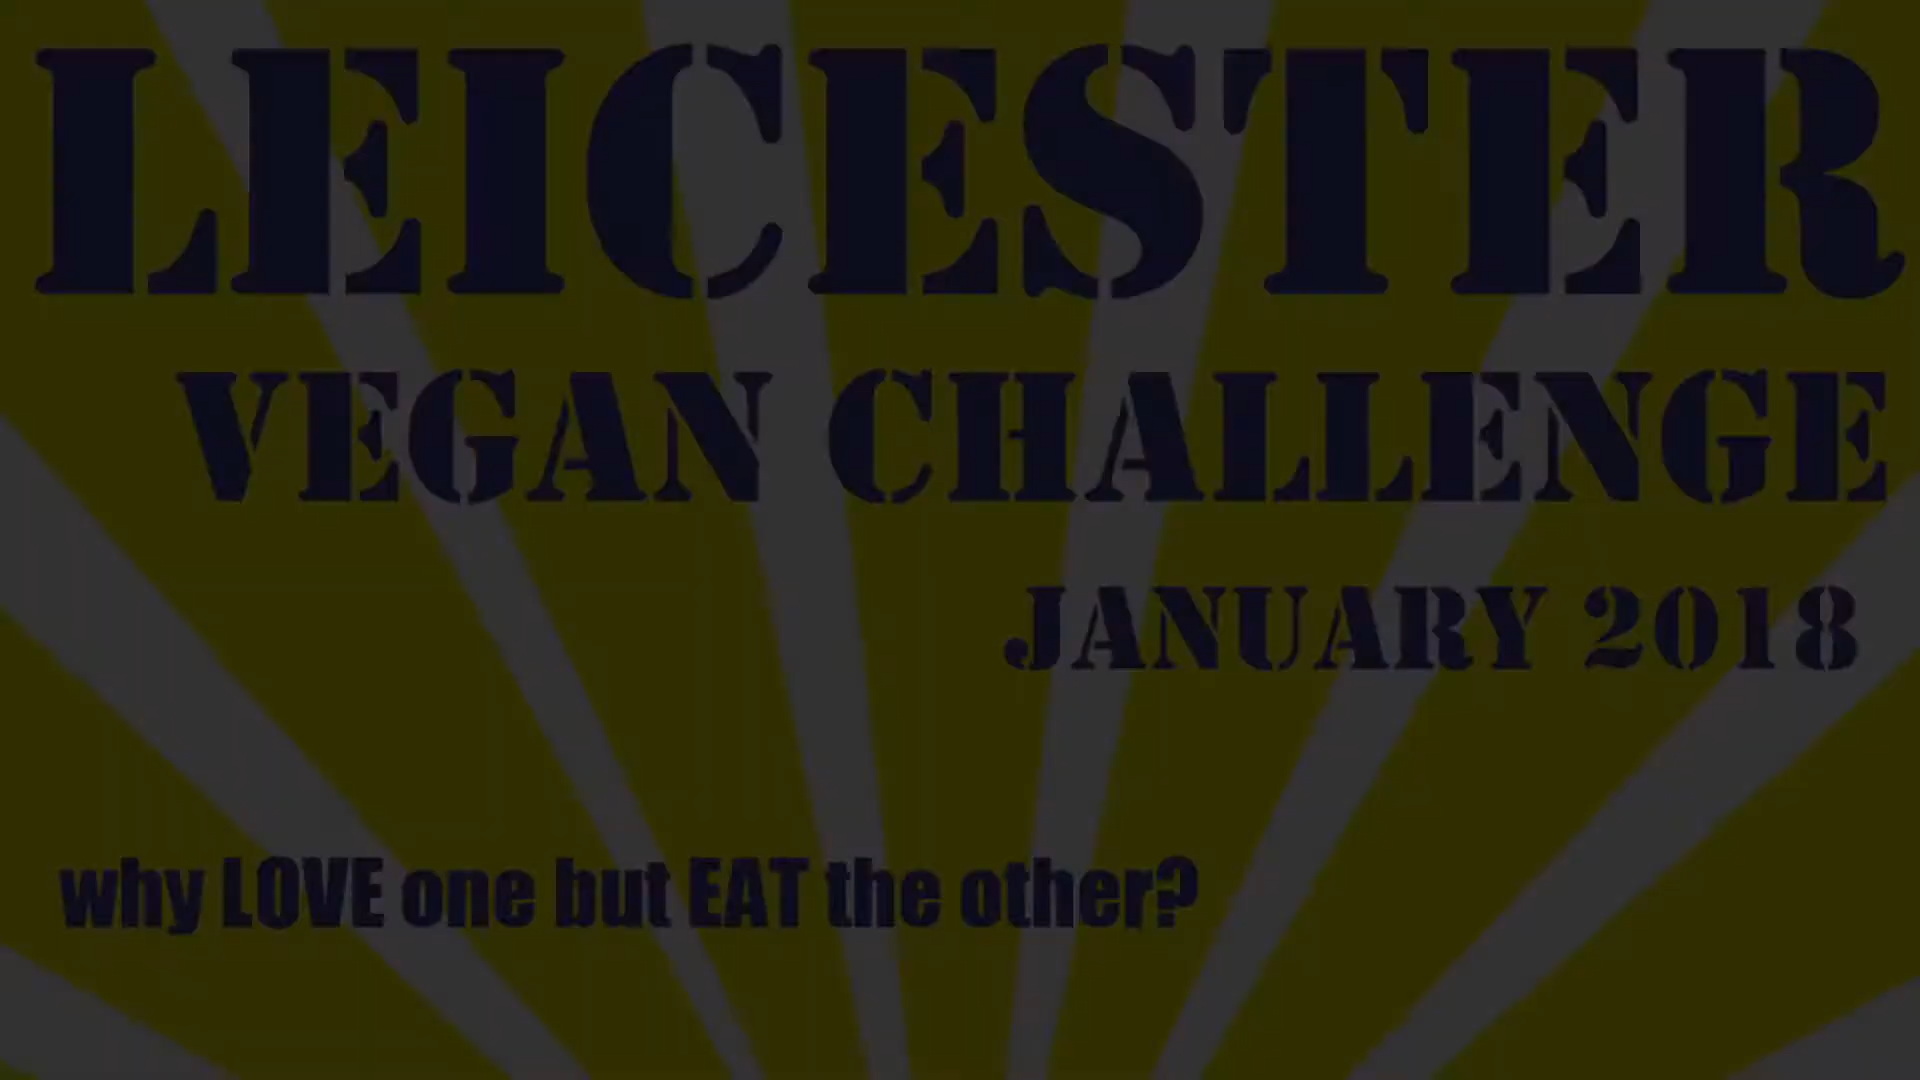 LEICESTER
VEGAN CHALLENGE
JANUARY 2018
why LOVE one but EAT the other?